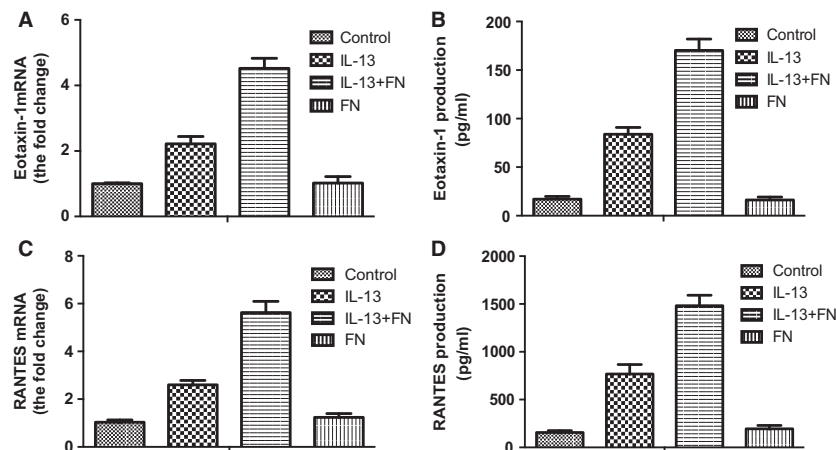 A
Eotaxin-1mRNA
(the fold change)
6
4
2
0
Control
IL-13
IL-13+FN
FN
B
Eotaxin-1 production
(pg/ml)
200
150
100
50
0
Control
IL-13
IL-13+FN
FN
C
RANTES mRNA
(the fold change)
8
6
4
2
0
Control
IL-13
IL-13+FN
FN
D
RANTES production
(pg/ml)
2000
1500
1000
500
0
Control
IL-13
IL-13+FN
FN